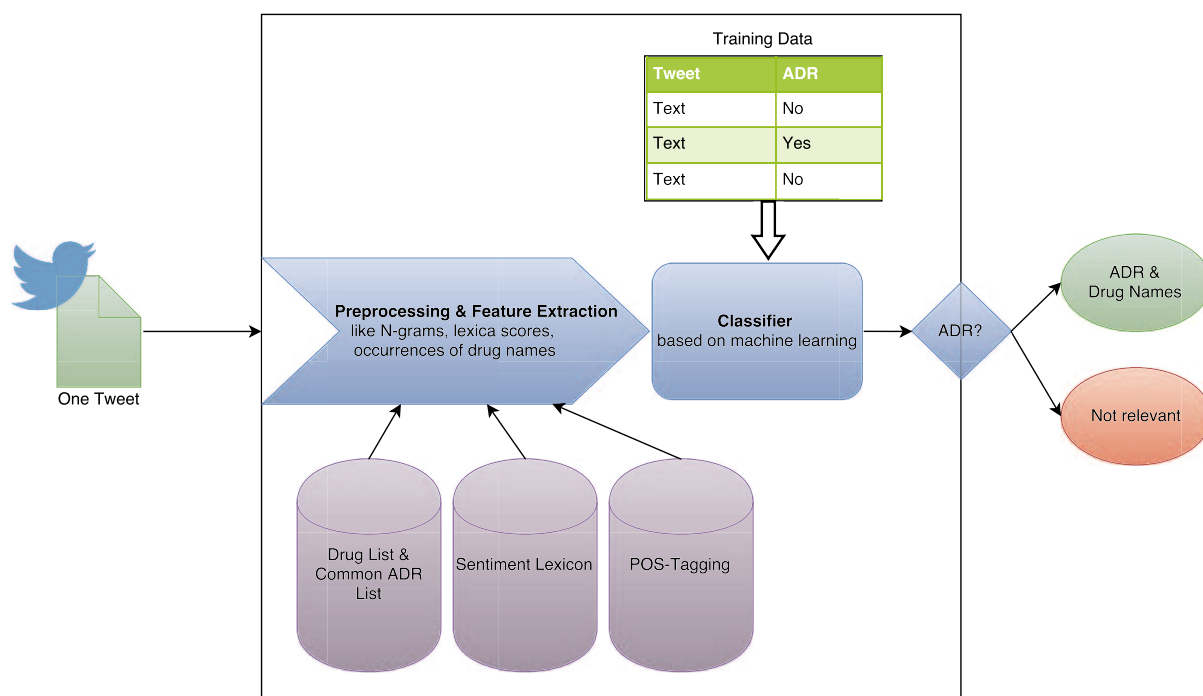 Training Data
Tweet ADR
Text No
Text Yes
Text No
One Tweet
Preprocessing & Feature Extraction
like N-grams, lexica scores,
occurrences of drug names
Classifier
based on machine learning
ADR?
ADR &
Drug Names
Not relevant
Drug List &
Common ADR
List
Sentiment Lexicon
POS-Tagging